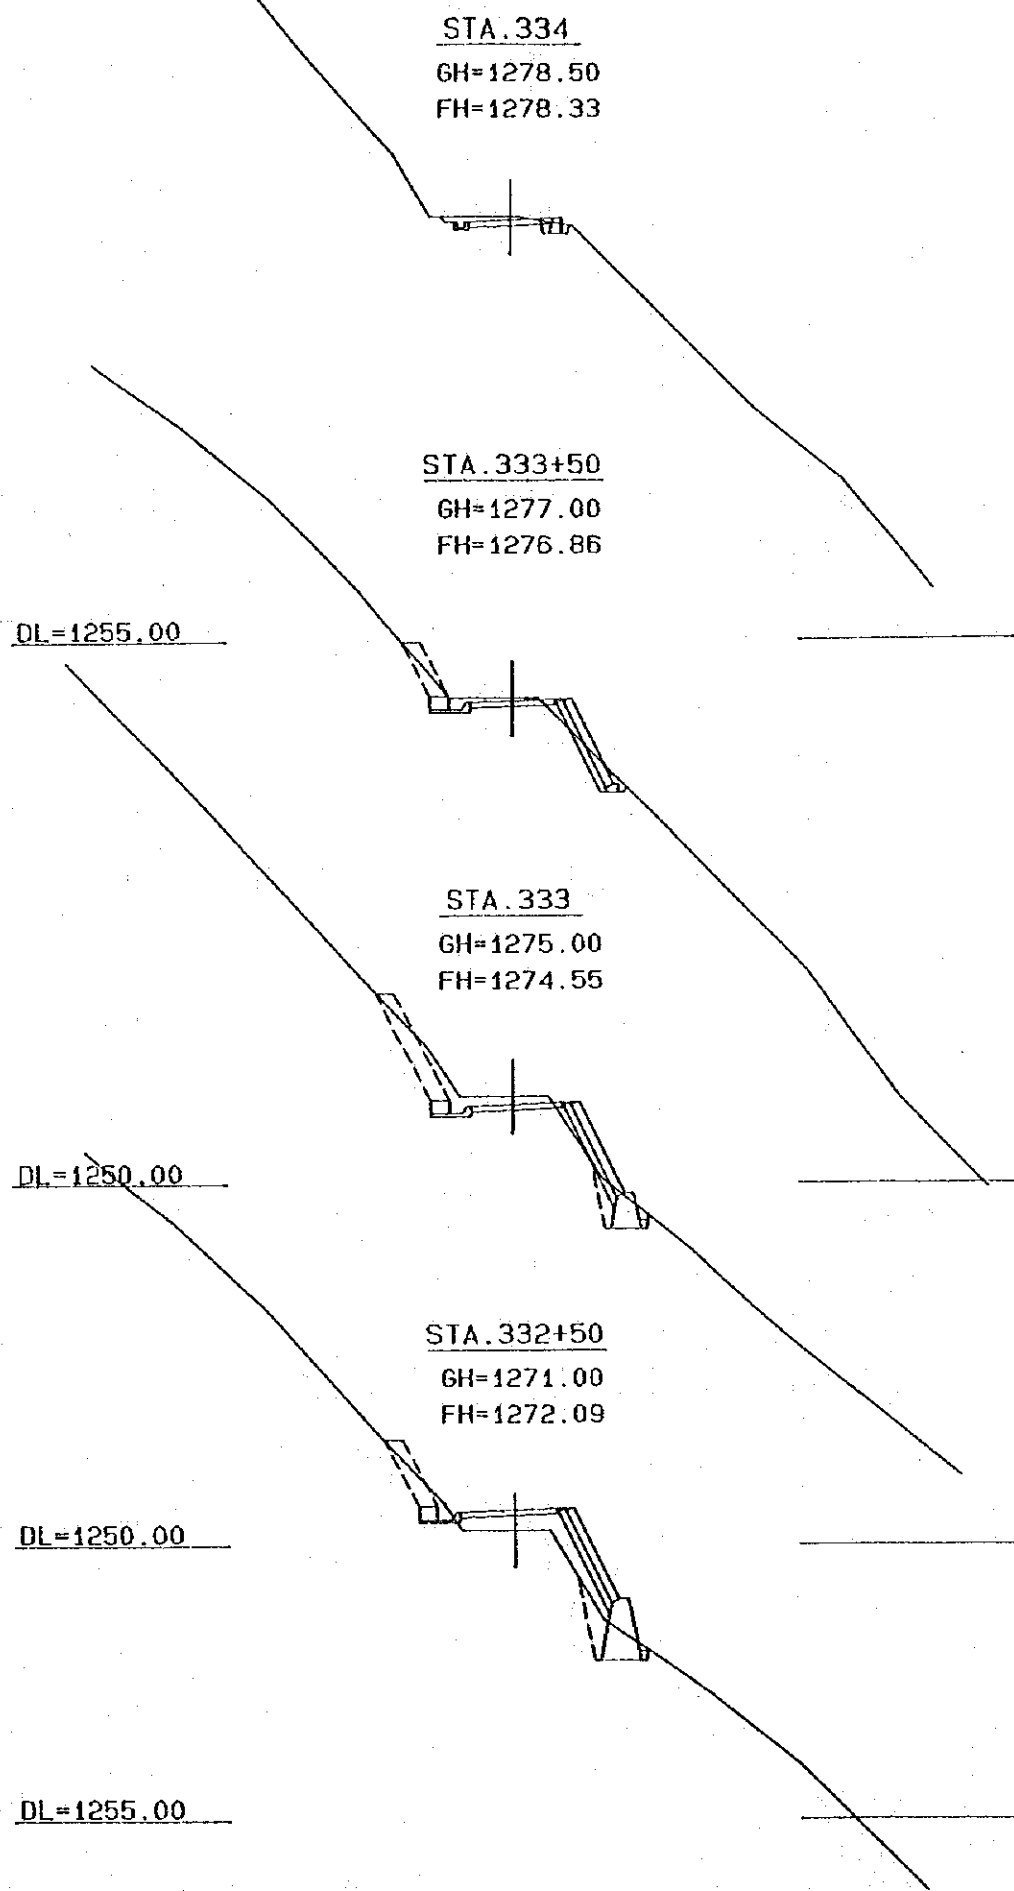 STA.334
GH=1278.50
FH=1278.33
STA.333+50
GH=1277.00
FH=1276.86
DL=1255.00
STA.333
GH=1275.00
FH=1274.55
DL=1250.00
STA.332+50
GH=1271.00
FH=1272.09
DL=1250.00
DL=1255.00